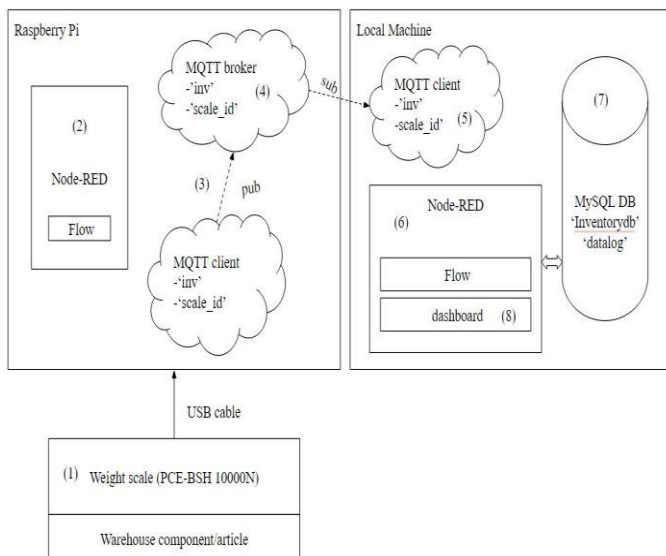 Raspberry Pi
MQTT broker
-’inv’
-’scale_id’
(4)
(2)
Node-RED
Flow
(3)
pub
sub
MQTT client
-‘inv’
-‘scale_id’
Local Machine
MQTT client
-’inv’
-scale_id’
(5)
(7)
MySQL DB
‘Inventorydb’
‘datalog’
Node-RED
(6)
Flow
dashboard
(8)
USB cable
(1)
Weight scale (PCE-BSH 10000N)
Warehouse component/article